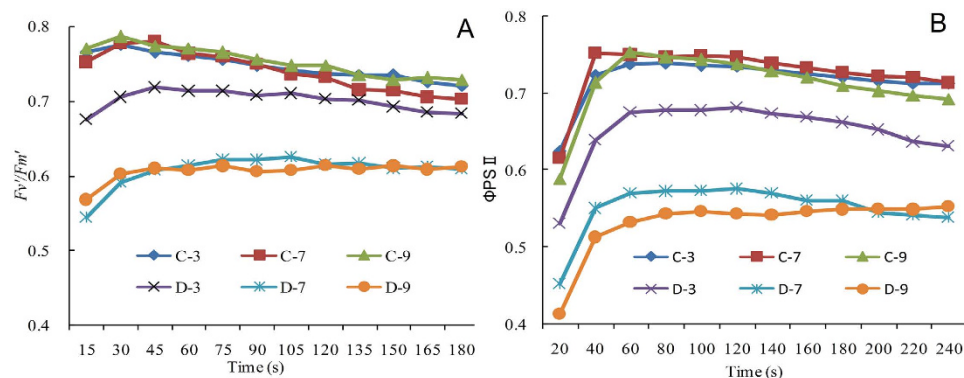 A
0.8
0.7
0.6
0.5
0.4
Fv'/Fm'
C-3 C-7 C-9
D-3 D-7 D-9
15 30 45 60 75 90 105 120 135 150 165 180
Time (s)
B
0.8
0.7
0.6
0.5
0.4
ΦPSⅡ
C-3 C-7 C-9
D-3 D-7 D-9
20 40 60 80 100 120 140 160 180 200 220 240
Time (s)